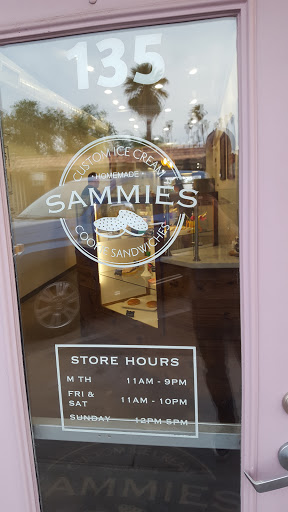 135
CUSTOM ICE CREAM
HOMEMADE
SAMMIES
COOKIE SANDWICHES
STORE HOURS
M TH 11AM - 9PM
FRI & SAT 11AM - 10PM
SUNDAY 12PM-5PM